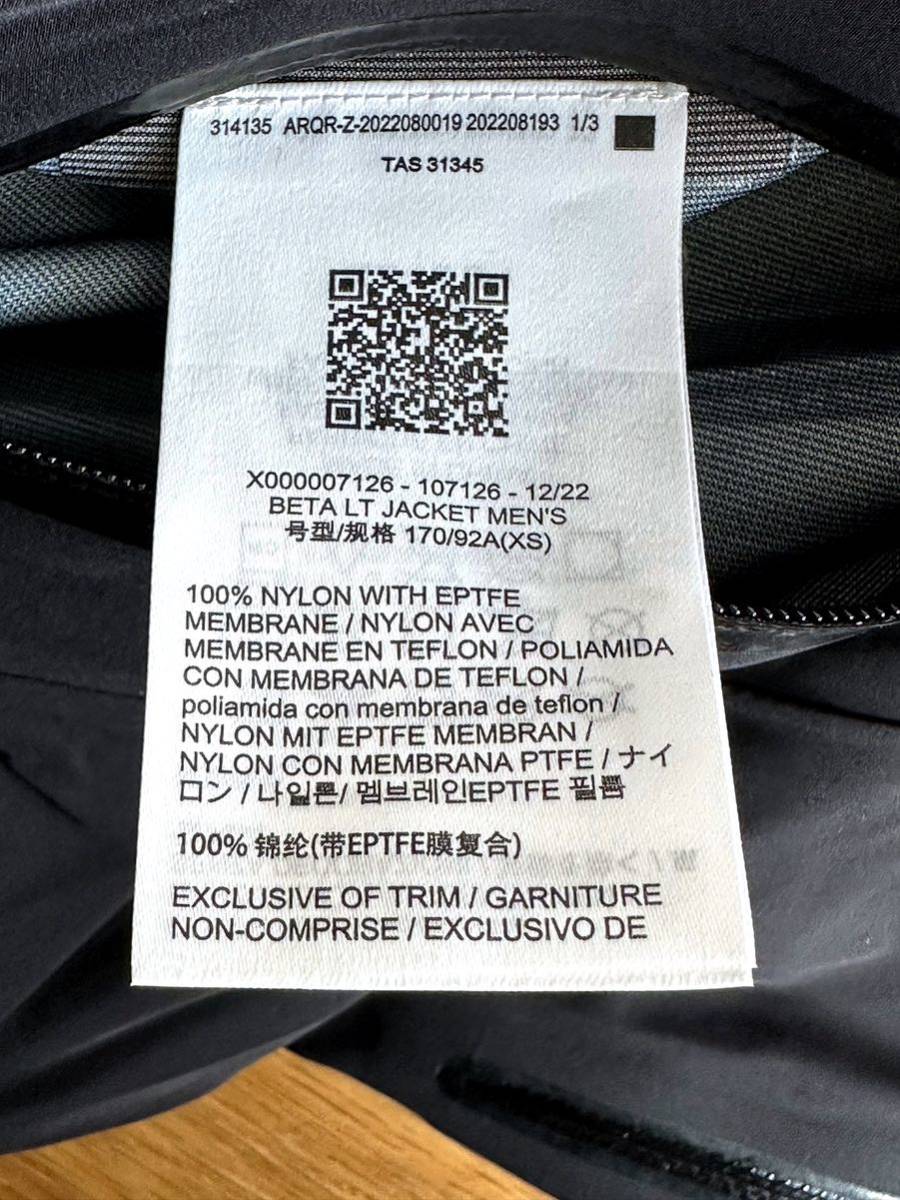 314135 ARQR-Z-2022080019 202208193 1/3
TAS 31345
X000007126 - 107126 - 12/22
BETA LT JACKET MEN'S
号型/规格 170/92A(XS)
100% NYLON WITH EPTFE
MEMBRANE / NYLON AVEC
MEMBRANE EN TEFLON / POLIAMIDA
CON MEMBRANA DE TEFLON /
poliamida con membrana de teflon /
NYLON MIT EPTFE MEMBRAN /
NYLON CON MEMBRANA PTFE / ナイ
ロン / 나일론/ 멤브레인EPTFE 필름
100% 锦纶(带EPTFE膜复合)
EXCLUSIVE OF TRIM / GARNITURE
NON-COMPRISE / EXCLUSIVO DE